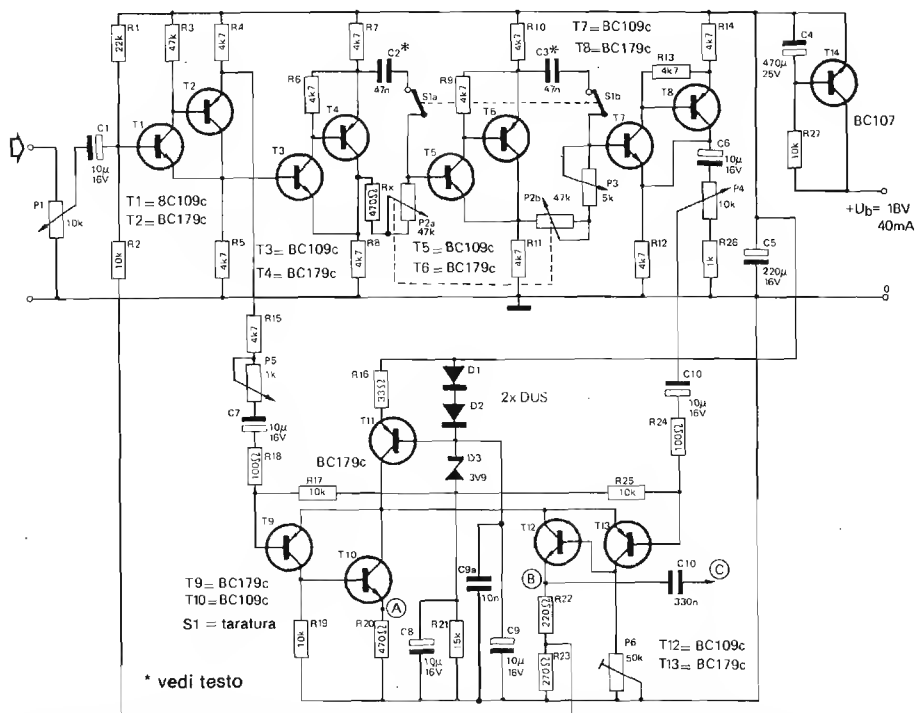 R1
22k
R3
47k
R4
4k7
T2
T1
C1
10µ
16V
P1
10k
R2
10k
T1 = 8C109c
T2 = BC179c
R5
4k7
R7
4k7
C2*
47n
R6
4k7
T4
T3
S1a
Rx
470Ω
P2a
47k
R8
4k7
T3 = BC109c
T4 = BC179c
R10
4k7
C3*
47n
R9
4k7
T6
T5
S1b
P2b
47k
R11
4k7
T5 = 8C109c
T6 = BC179c
T7= BC109c
T8= BC179c
R13
4k7
R14
4k7
T7
T8
P3
5k
R12
4k7
C6
10µ
16V
P4
10k
R26
1k
C4
470µ
25V
T14
BC107
R27
10k
+Ub = 18V
40mA
C5
220µ
16V
0
R15
4k7
P5
1k
C7
10µ
16V
R18
100Ω
R16
33Ω
T11
BC179c
D1
D2
2x DUS
D3
3V9
C10
10µ
16V
R24
100Ω
R17
10k
R25
10k
T9
T10
T12
T13
A
B
C
C10
330n
T9 = BC179c
T10 = BC109c
S1 = taratura
R19
10k
R20
470Ω
C8
10µ
16V
R21
15k
C9a
10n
C9
10µ
16V
R22
220Ω
R23
270Ω
P6
50k
T12= BC109c
T13= BC179c
* vedi testo